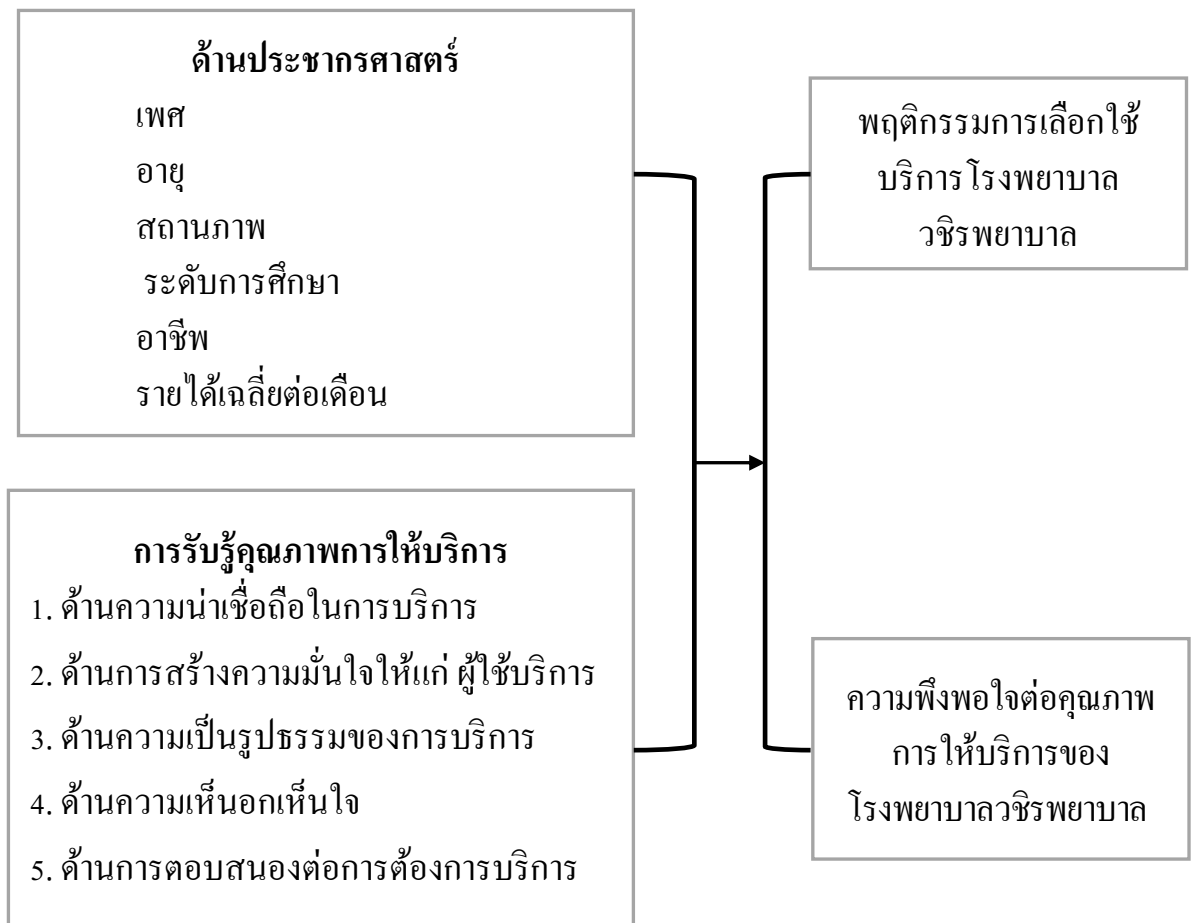 ด้านประชากรศาสตร์
เพศ
อายุ
สถานภาพ
ระดับการศึกษา
อาชีพ
รายได้เฉลี่ยต่อเดือน
การรับรู้คุณภาพการให้บริการ
1. ด้านความน่าเชื่อถือในการบริการ
2. ด้านการสร้างความมั่นใจให้แก่ ผู้ใช้บริการ
3. ด้านความเป็นรูปธรรมของการบริการ
4. ด้านความเห็นอกเห็นใจ
5. ด้านการตอบสนองต่อการต้องการบริการ
พฤติกรรมการเลือกใช้
บริการโรงพยาบาล
วชิรพยาบาล
ความพึงพอใจต่อคุณภาพ
การให้บริการของ
โรงพยาบาลวชิรพยาบาล